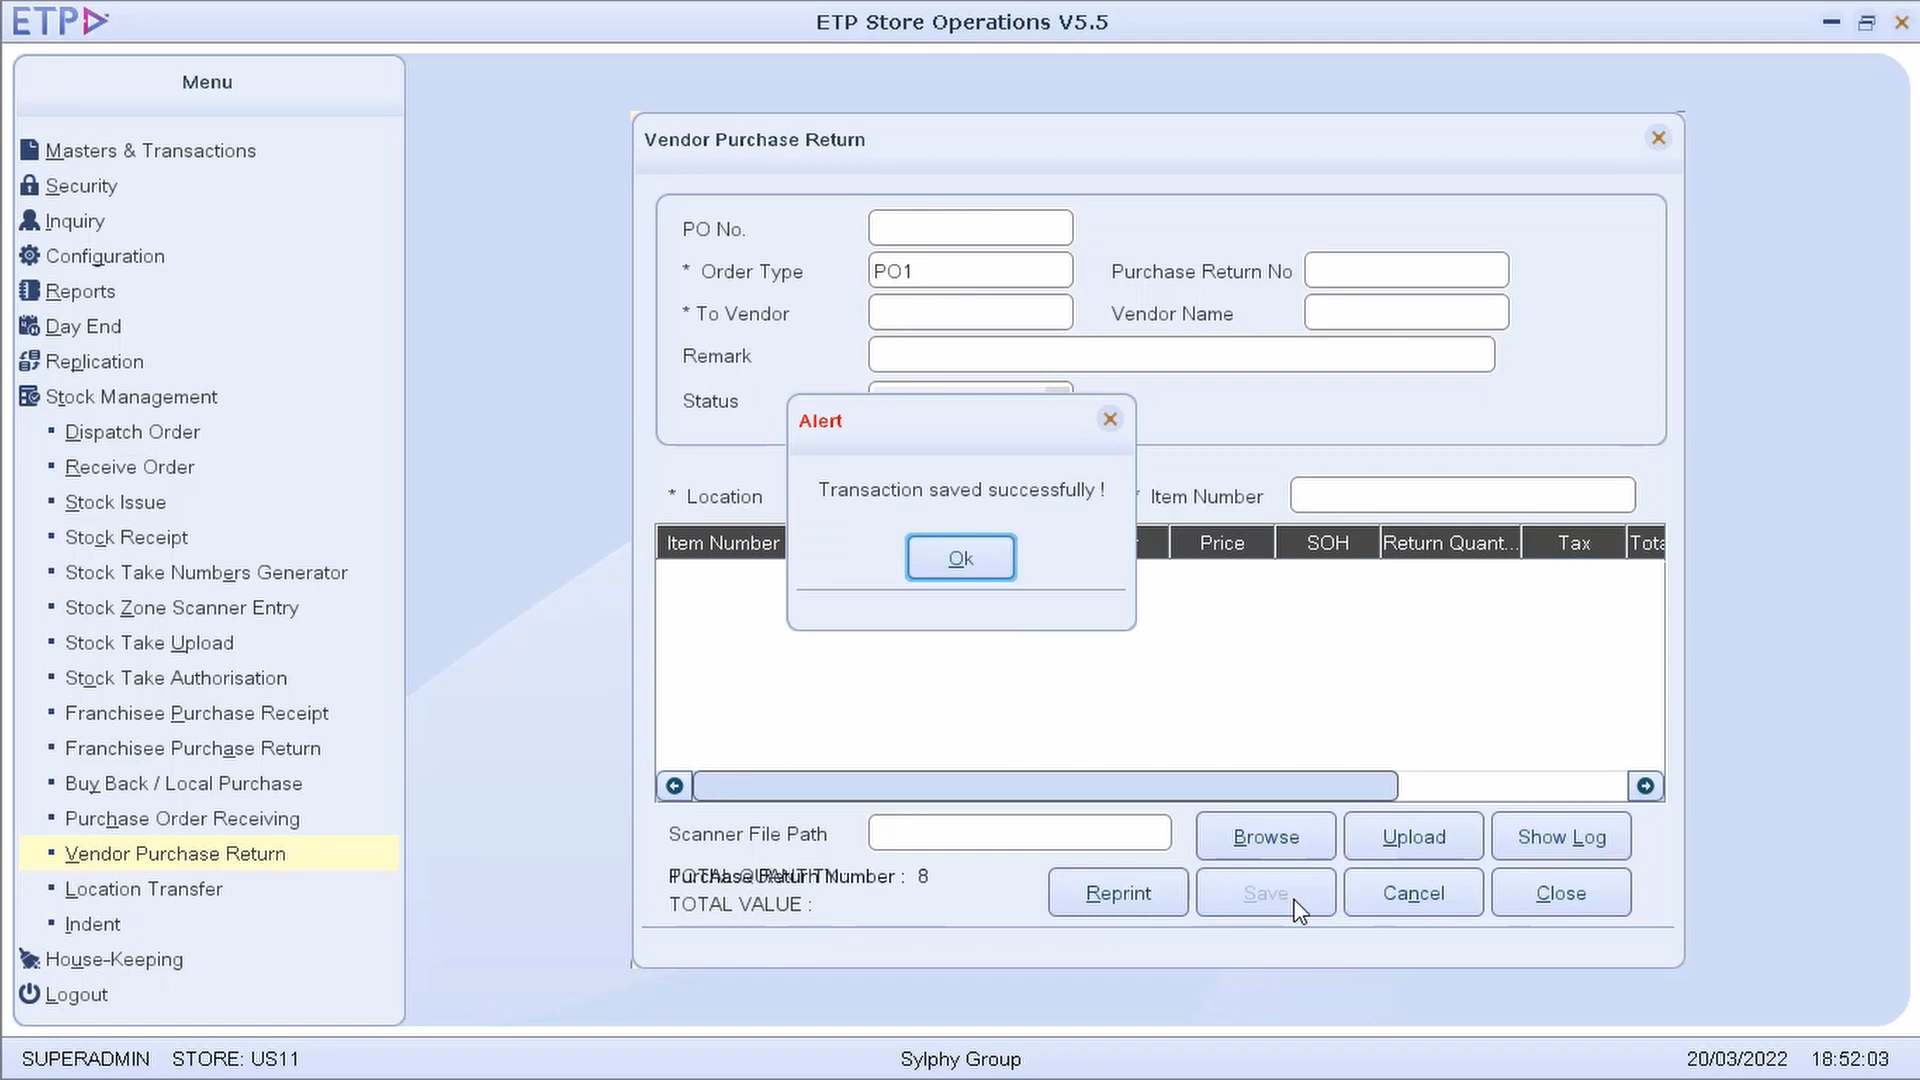 ETP
ETP Store Operations V5.5
Menu
Masters & Transactions
Security
Inquiry
Configuration
Reports
Day End
Replication
Stock Management
Dispatch Order
Receive Order
Stock Issue
Stock Receipt
Stock Take Numbers Generator
Stock Zone Scanner Entry
Stock Take Upload
Stock Take Authorisation
Franchisee Purchase Receipt
Franchisee Purchase Return
Buy Back / Local Purchase
Purchase Order Receiving
Vendor Purchase Return
Location Transfer
Indent
House-Keeping
Logout
Vendor Purchase Return
PO No.
* Order Type PO1 Purchase Return No
* To Vendor Vendor Name
Remark
Status
Alert
Transaction saved successfully !
Ok
* Location * Item Number
Item Number Price SOH Return Quant... Tax Tota
Scanner File Path Browse Upload Show Log
Purchase Return Number : 8
TOTAL VALUE :
Reprint Save Cancel Close
SUPERADMIN STORE: US11 Sylphy Group 20/03/2022 18:52:03